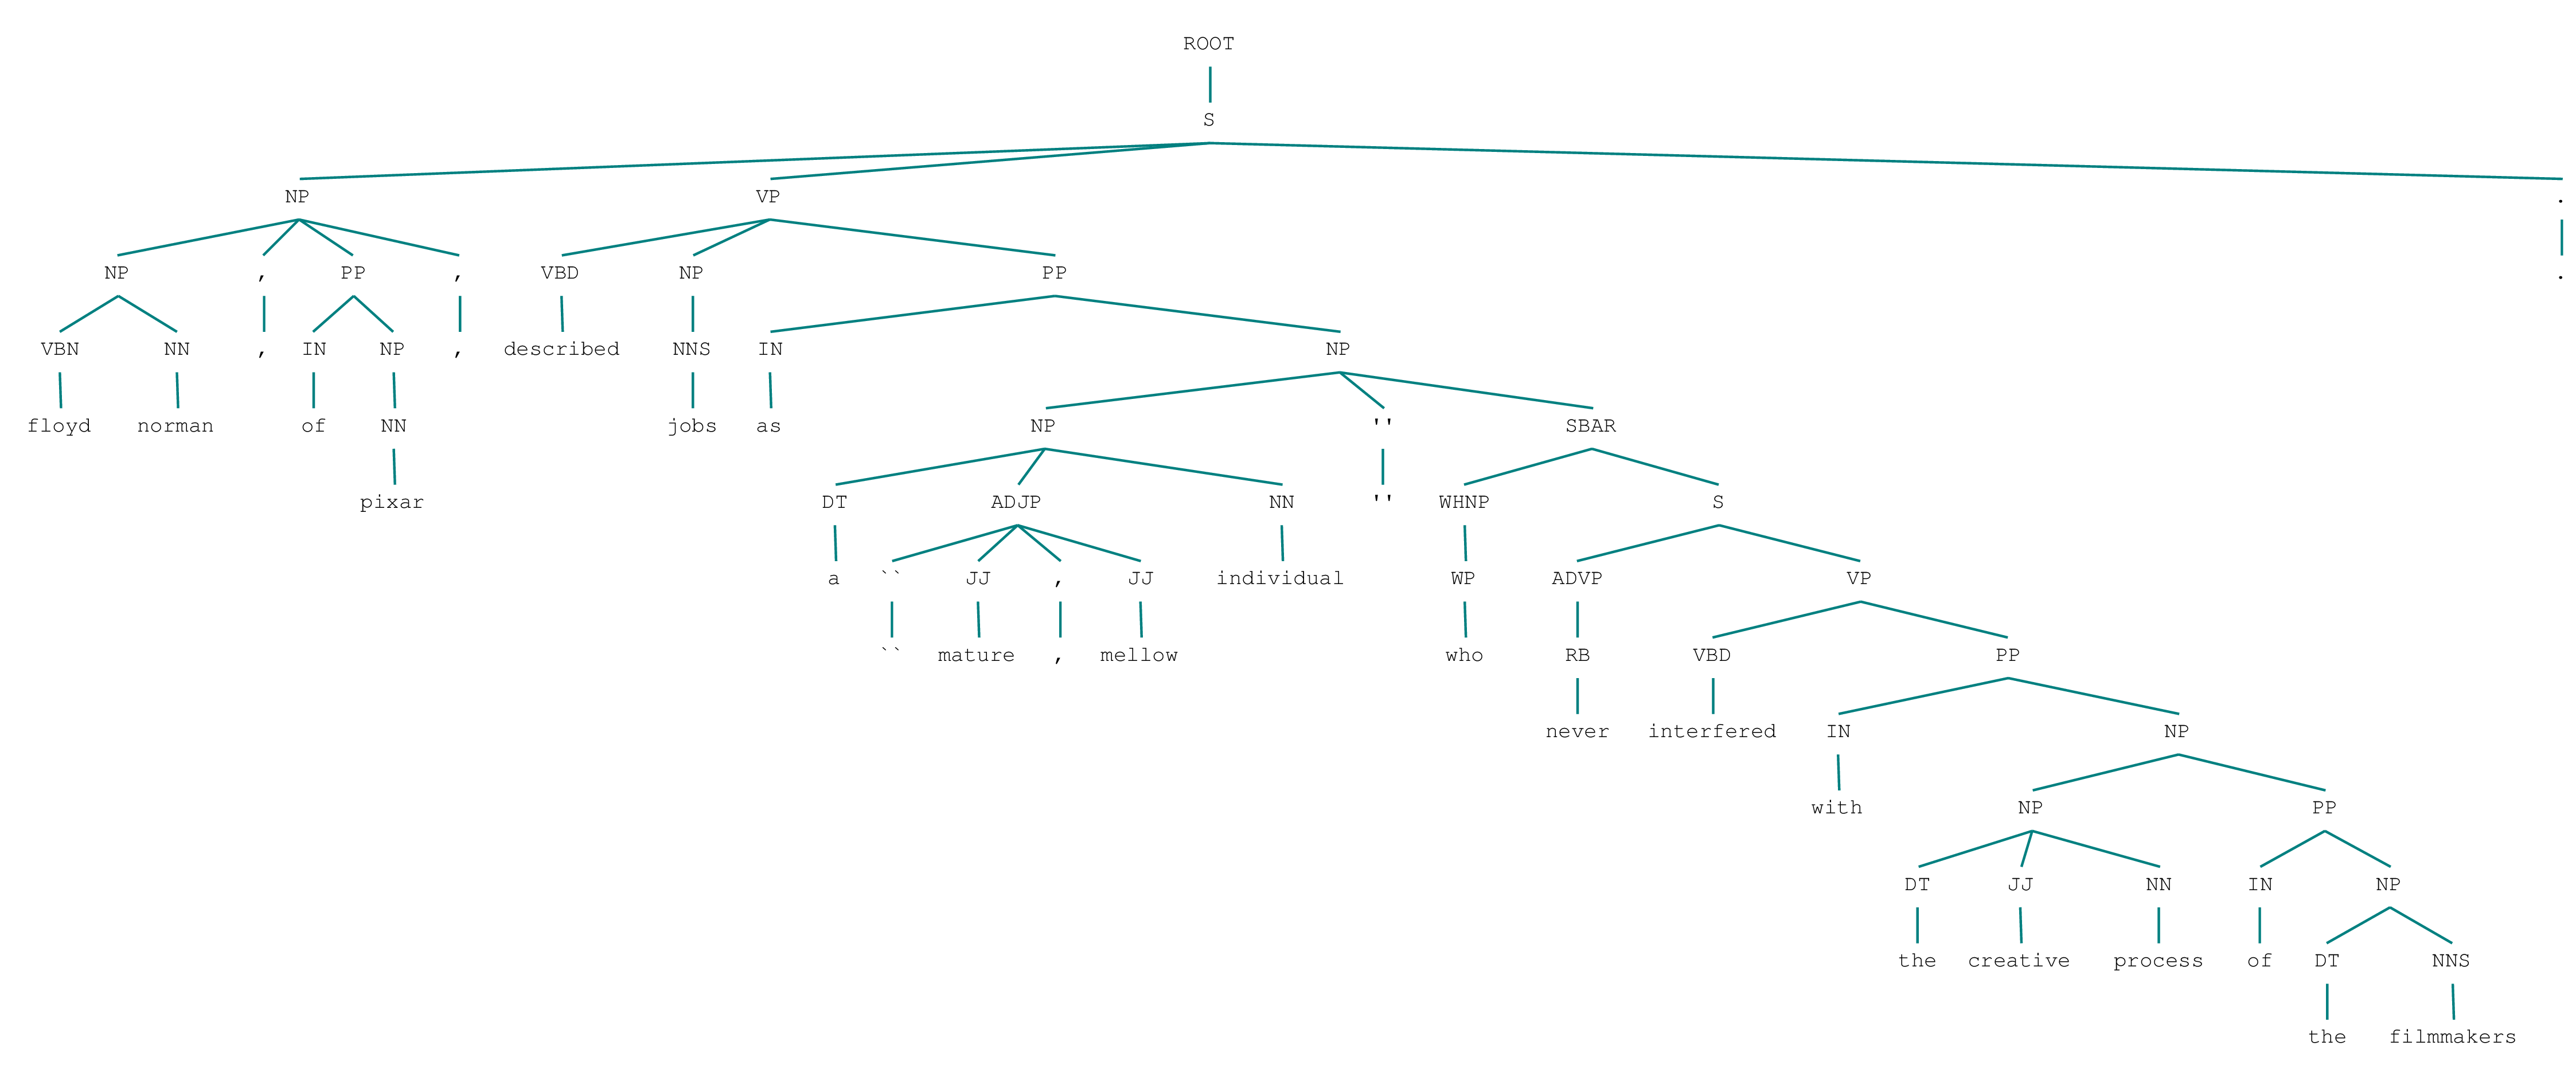 ROOT
S
NP VP .
NP , PP , VBD NP PP .
VBN NN , IN NP , described NNS IN NP
floyd norman of NN jobs as NP '' SBAR
pixar DT ADJP NN '' WHNP S
a `` JJ , JJ individual WP ADVP VP
`` mature , mellow who RB VBD PP
never interfered IN NP
with NP PP
DT JJ NN IN NP
the creative process of DT NNS
the filmmakers